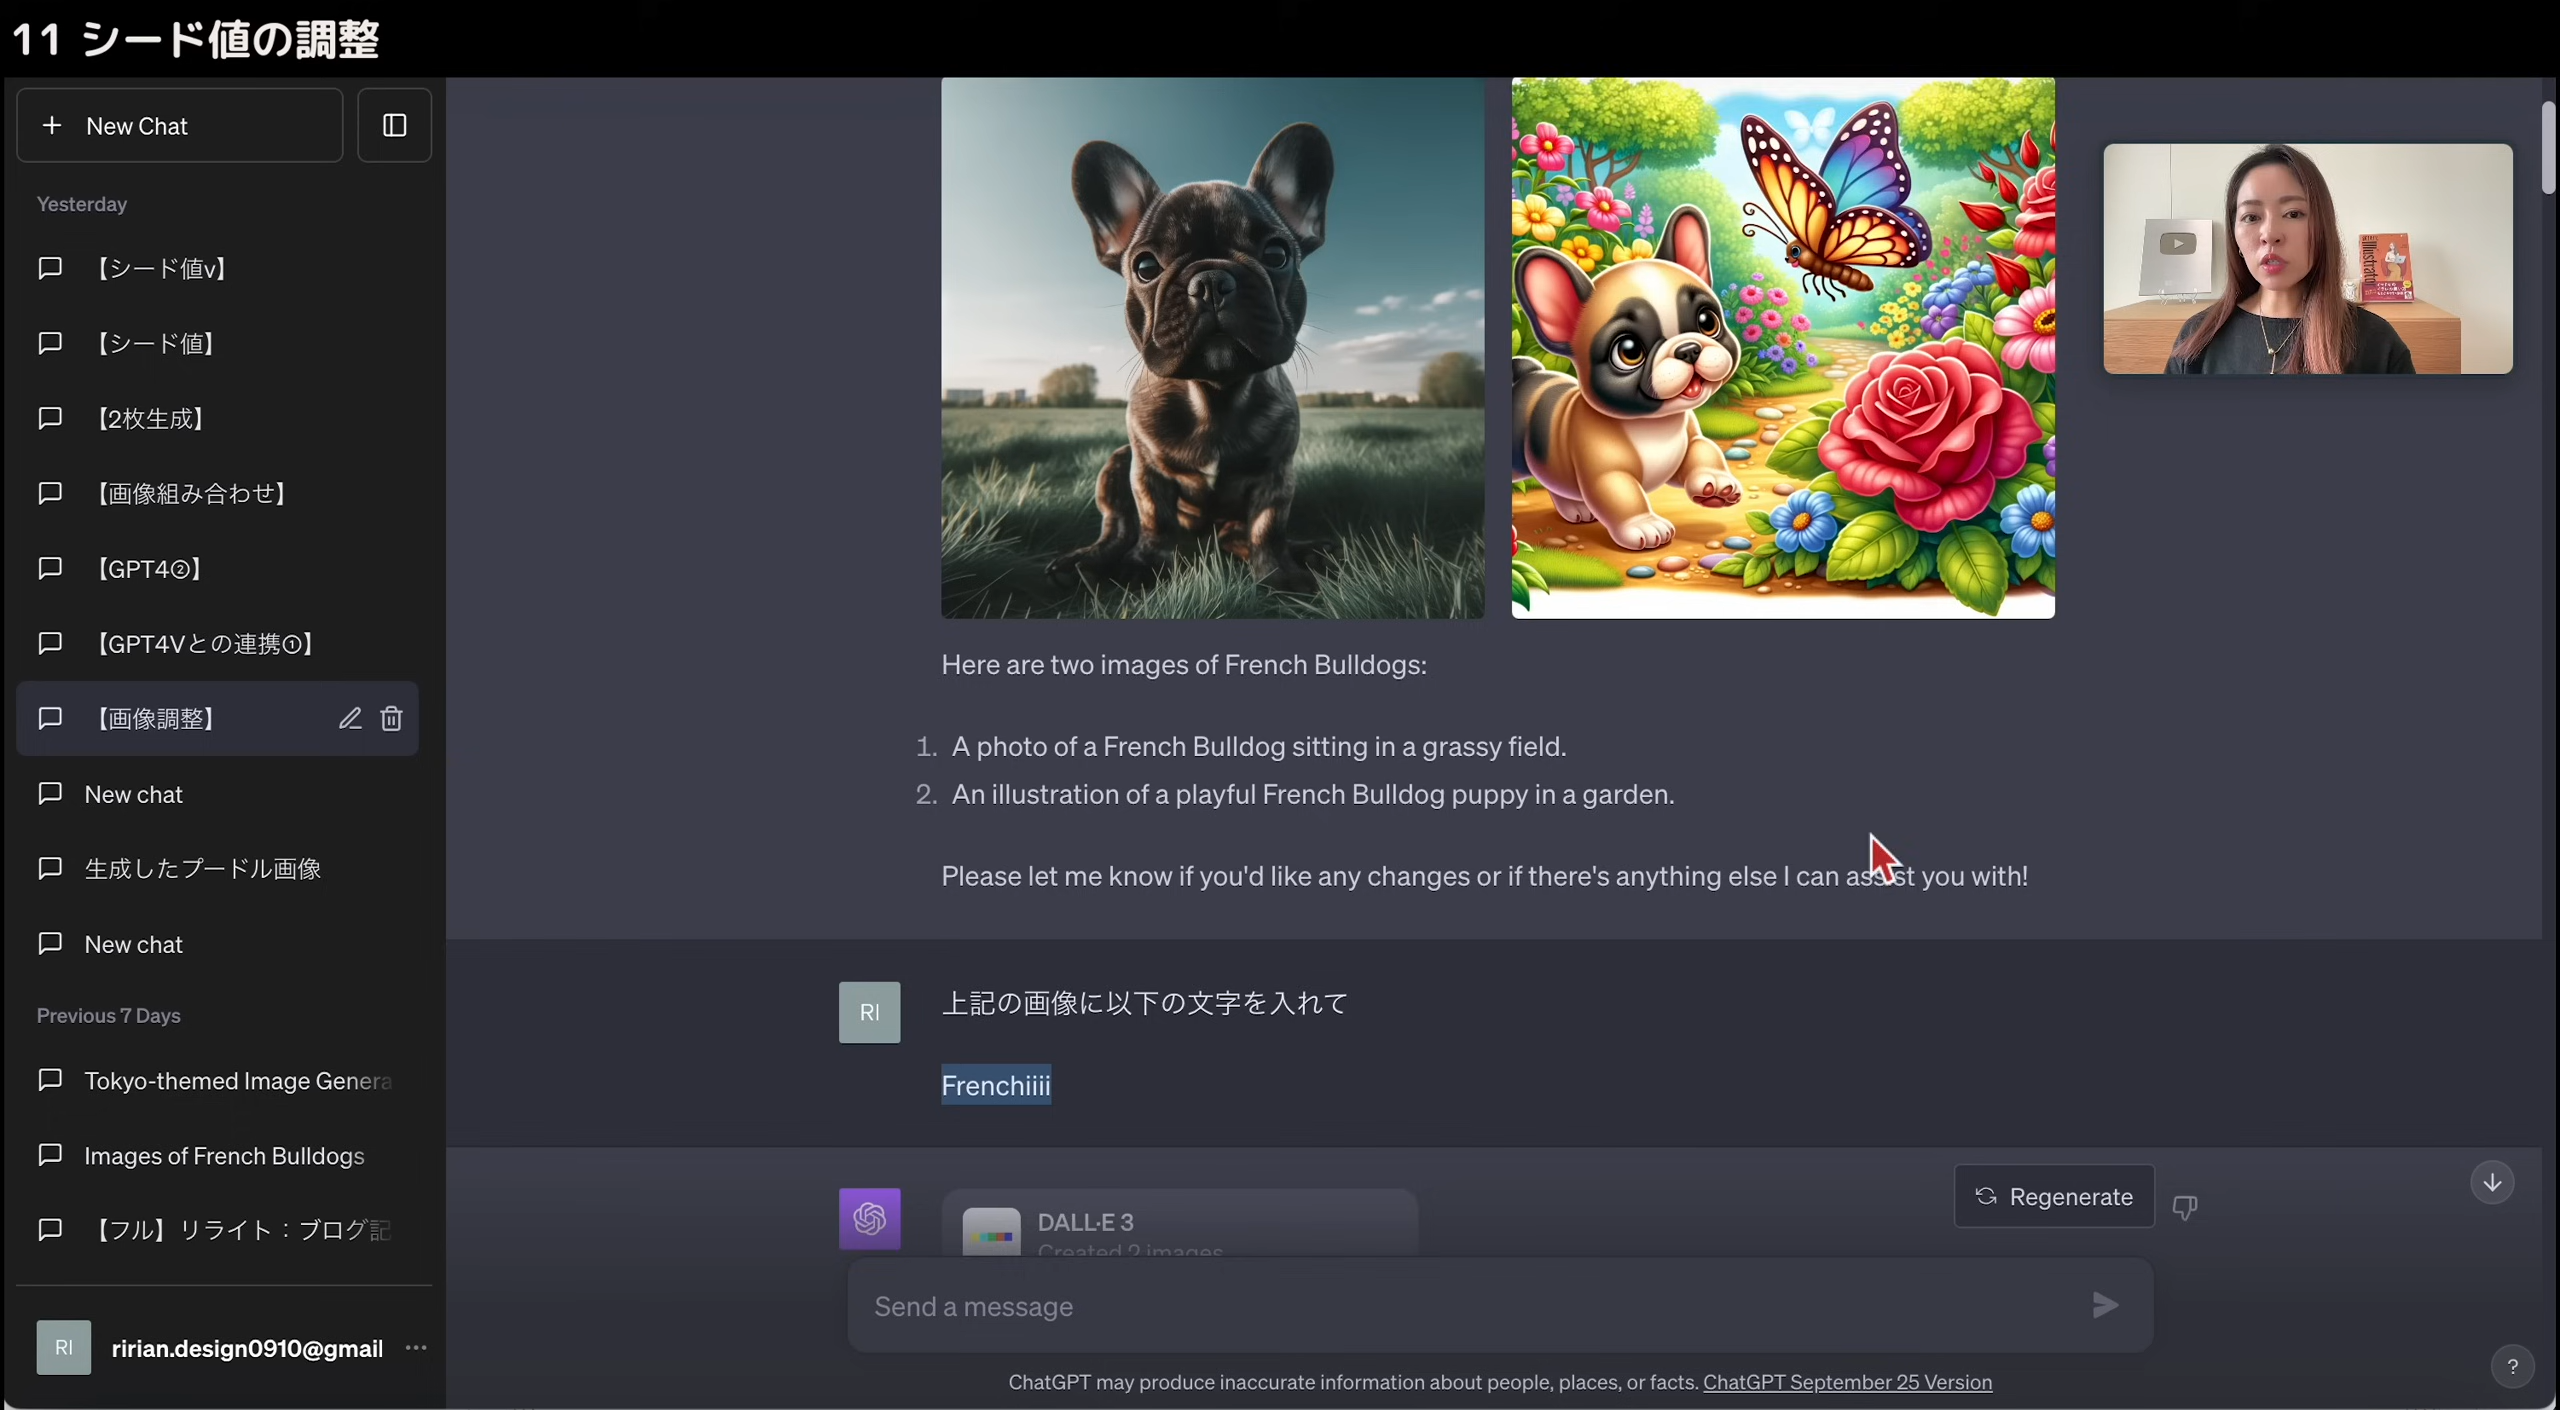 11 シード値の調整
New Chat
Yesterday
【シード値v】
【シード値】
【2枚生成】
【画像組み合わせ】
【GPT4②】
【GPT4Vとの連携①】
【画像調整】
New chat
生成したプードル画像
New chat
Previous 7 Days
Tokyo-themed Image Genera
Images of French Bulldogs
【フル】リライト：ブログ記
RI
ririan.design0910@gmail
Here are two images of French Bulldogs:
1. A photo of a French Bulldog sitting in a grassy field.
2. An illustration of a playful French Bulldog puppy in a garden.
Please let me know if you'd like any changes or if there's anything else I can assist you with!
RI
上記の画像に以下の文字を入れて
Frenchiiii
Regenerate
DALL·E 3
Created 2 images
Send a message
ChatGPT may produce inaccurate information about people, places, or facts. ChatGPT September 25 Version
?
Illustrator